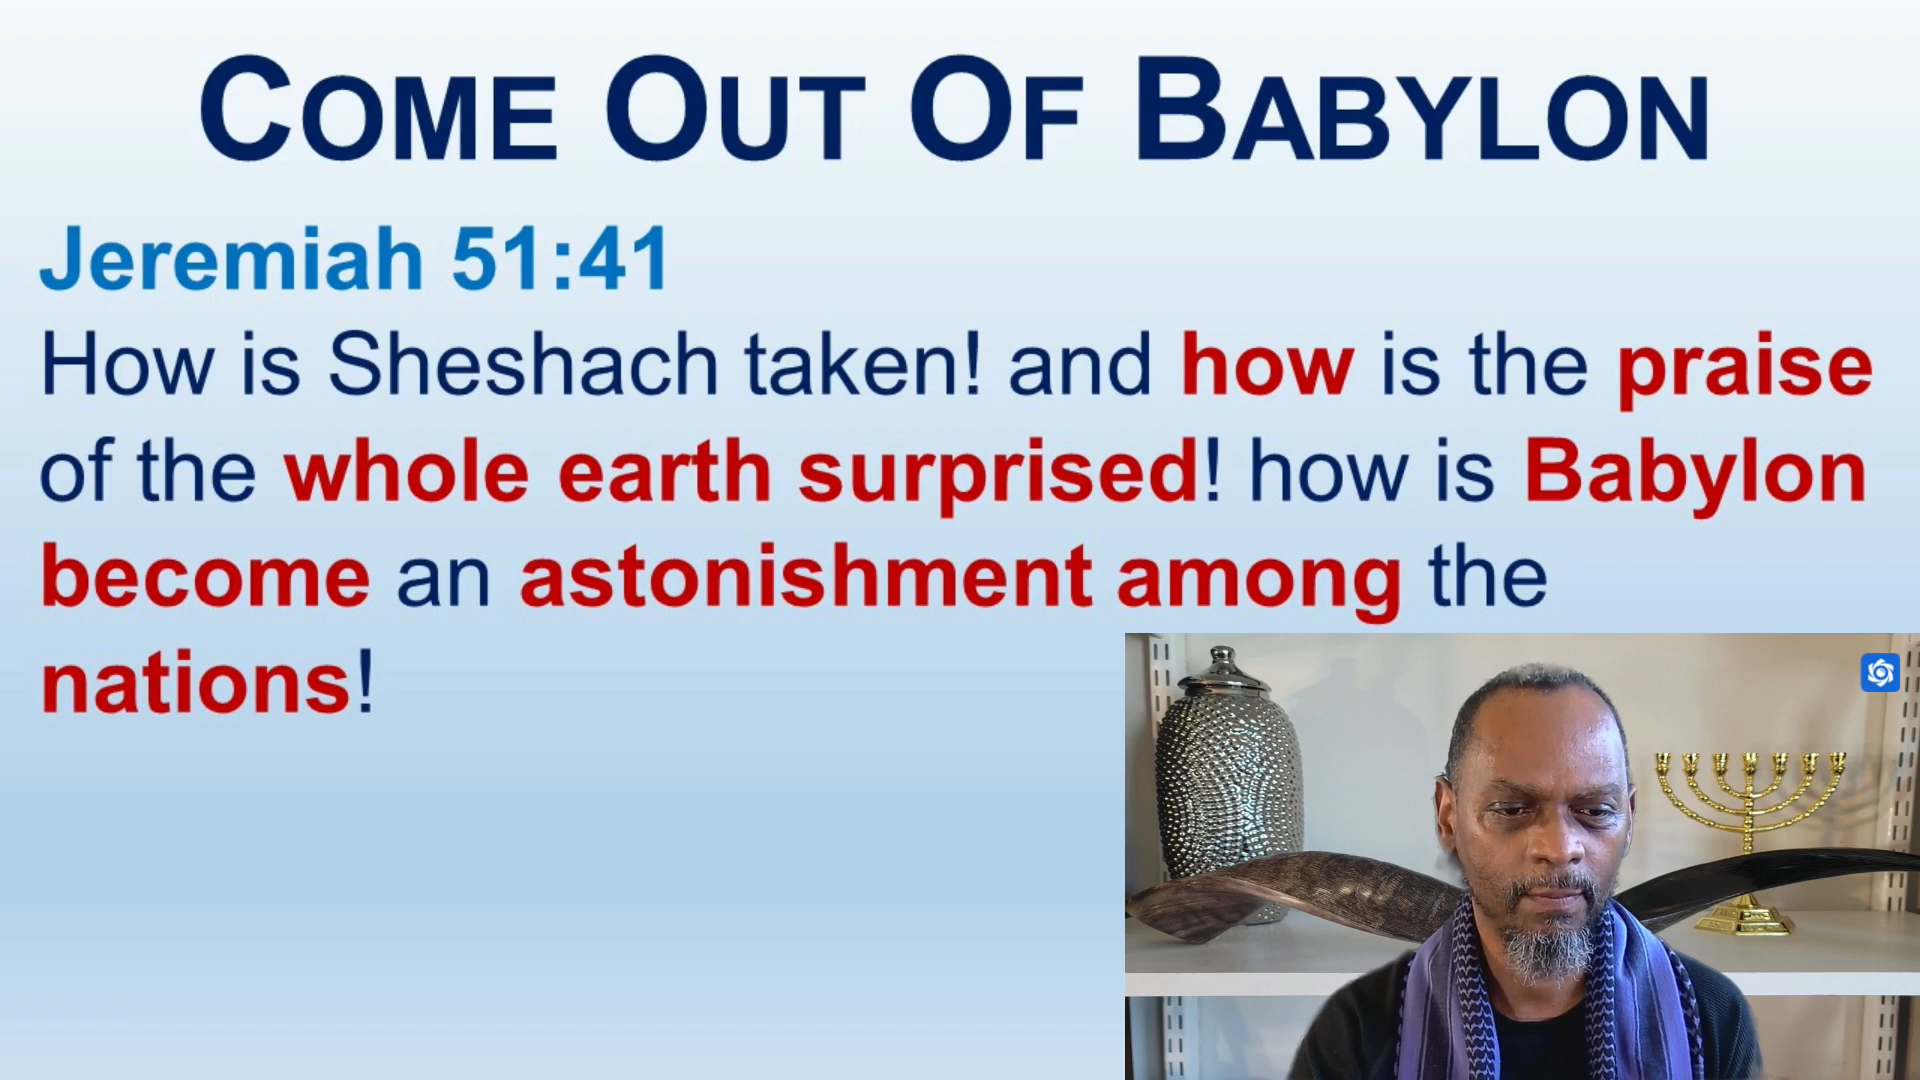 COME OUT OF BABYLON
Jeremiah 51:41
How is Sheshach taken! and how is the praise
of the whole earth surprised! how is Babylon
become an astonishment among the
nations!